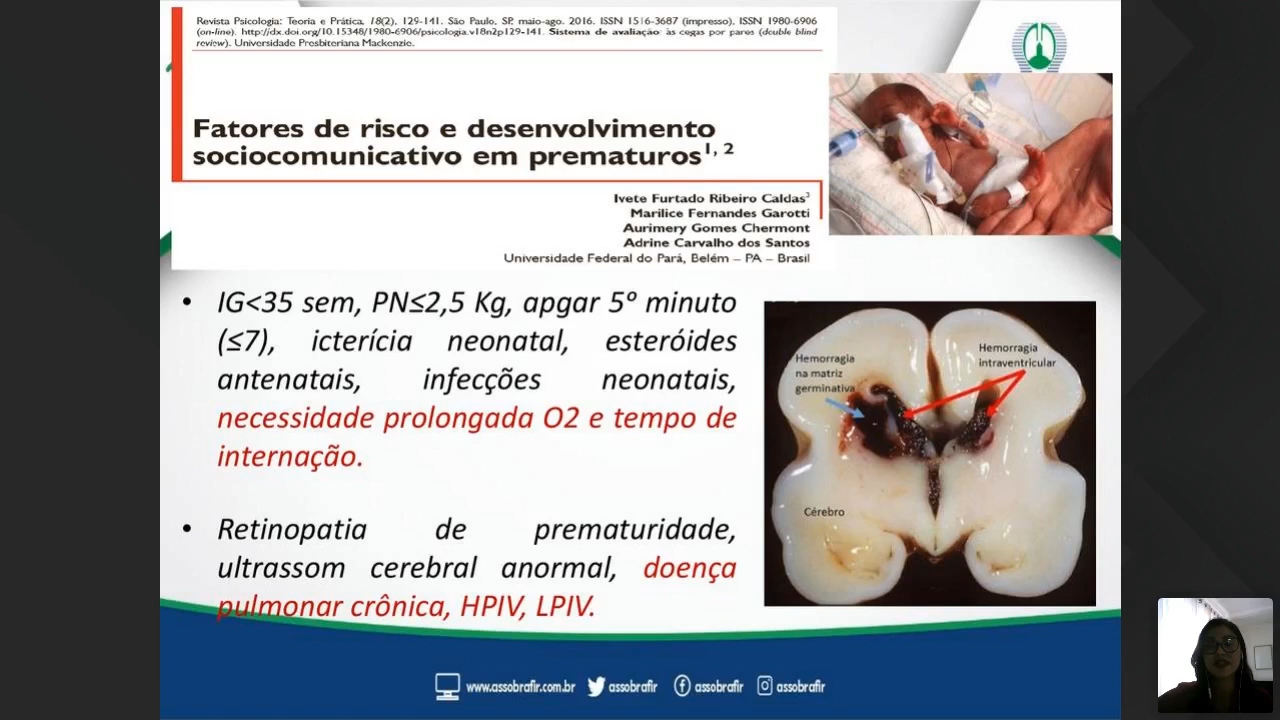 Revista Psicologia: Teoria e Prática, 18(2), 129-141. São Paulo, SP, maio-ago. 2016. ISSN 1516-3687 (impresso), ISSN 1980-6906
(on-line). http://dx.doi.org/10.15348/1980-6906/psicologia.v18n2p129-141. Sistema de avaliação: às cegas por pares (double blind
review). Universidade Presbiteriana Mackenzie.
Fatores de risco e desenvolvimento
sociocomunicativo em prematuros1, 2
Ivete Furtado Ribeiro Caldas3
Marilice Fernandes Garotti
Aurimery Gomes Chermont
Adrine Carvalho dos Santos
Universidade Federal do Pará, Belém – PA – Brasil
• IG<35 sem, PN≤2,5 Kg, apgar 5º minuto
(≤7), icterícia neonatal, esteróides
antenatais, infecções neonatais,
necessidade prolongada O2 e tempo de
internação.
• Retinopatia de prematuridade,
ultrassom cerebral anormal, doença
pulmonar crônica, HPIV, LPIV.
Hemorragia
na matriz
germinativa
Hemorragia
intraventricular
Cérebro
www.assobrafir.com.br assobrafir assobrafir assobrafir